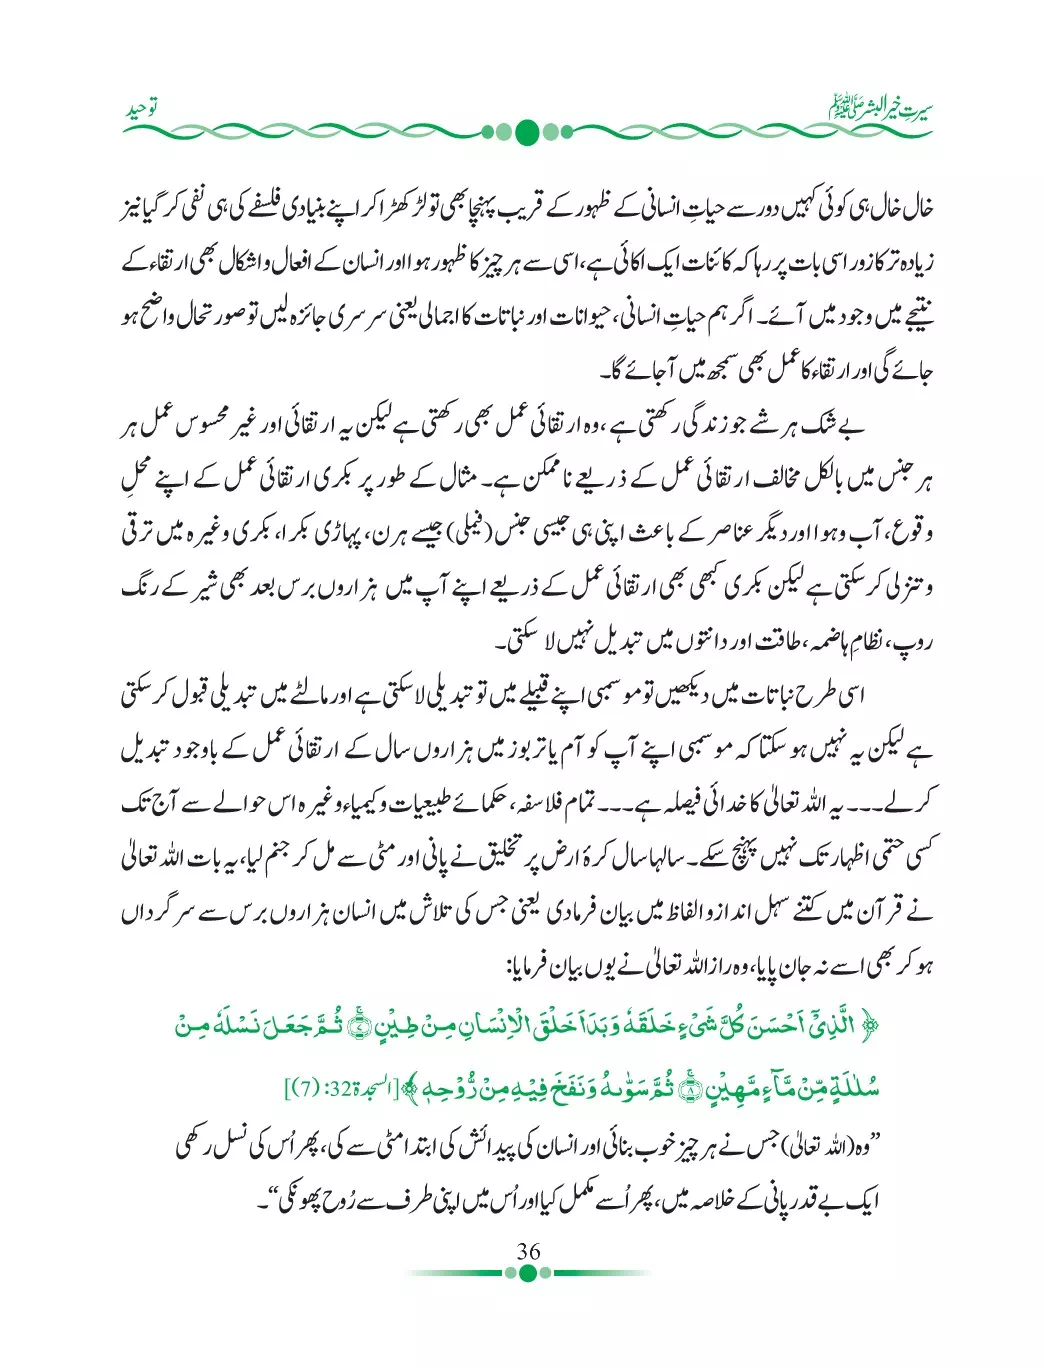 سیرتِ خیر البشر ﷺ
توحید
خال خال ہی کوئی کہیں دور سے حیاتِ انسانی کے ظہور کے قریب پہنچا بھی تو لڑکھڑا کر اپنے بنیادی فلسفے کی ہی نفی کر گیا نیز
زیادہ تر کا زور اسی بات پر رہا کہ کائنات ایک اکائی ہے، اسی سے ہر چیز کا ظہور ہوا اور انسان کے افعال و اشکال بھی ارتقاء کے
نتیجے میں وجود میں آئے۔ اگر ہم حیاتِ انسانی، حیوانات اور نباتات کا اجمالی یعنی سرسری جائزہ لیں تو صورتحال واضح ہو
جائے گی اور ارتقاء کا عمل بھی سمجھ میں آجائے گا۔
بے شک ہر شے جو زندگی رکھتی ہے، وہ ارتقائی عمل بھی رکھتی ہے لیکن یہ ارتقائی اور غیر محسوس عمل ہر
ہر جنس میں بالکل مخالف ارتقائی عمل کے ذریعے ناممکن ہے۔ مثال کے طور پر بکری ارتقائی عمل کے اپنے محلِ
وقوع، آب وہوا اور دیگر عناصر کے باعث اپنی ہی جیسی جنس (فیملی) جیسے ہرن، پہاڑی بکرا، بکری وغیرہ میں ترقی
وتنزلی کر سکتی ہے لیکن بکری کبھی بھی ارتقائی عمل کے ذریعے اپنے آپ میں ہزاروں برس بعد بھی شیر کے رنگ
روپ، نظامِ ہاضمہ، طاقت اور دانتوں میں تبدیل نہیں لا سکتی۔
اسی طرح نباتات میں دیکھیں تو موسمبی اپنے قبیلے میں تو تبدیلی لا سکتی ہے اور مالٹے میں تبدیلی قبول کر سکتی
ہے لیکن یہ نہیں ہو سکتا کہ موسمبی اپنے آپ کو آم یا تربوز میں ہزاروں سال کے ارتقائی عمل کے باوجود تبدیل
کر لے۔۔۔ یہ اللہ تعالیٰ کا خدائی فیصلہ ہے۔۔۔ تمام فلاسفہ، حکمائے طبیعیات و کیمیاء وغیرہ اس حوالے سے آج تک
کسی حتمی اظہار تک نہیں پہنچ سکے۔ سالہا سال کرۂ ارض پر تخلیق نے پانی اور مٹی سے مل کر جنم لیا، یہ بات اللہ تعالیٰ
نے قرآن میں کتنے سہل انداز و الفاظ میں بیان فرما دی یعنی جس کی تلاش میں انسان ہزاروں برس سے سرگرداں
ہو کر بھی اسے نہ جان پایا، وہ راز اللہ تعالیٰ نے یوں بیان فرمایا:
﴿ الَّذِیْۤ اَحْسَنَ كُلَّ شَیْءٍ خَلَقَهٗ وَ بَدَاَ خَلْقَ الْاِنْسَانِ مِنْ طِیْنٍۚ۝۷ ثُمَّ جَعَلَ نَسْلَهٗ مِنْ
سُلٰلَةٍ مِّنْ مَّآءٍ مَّهِیْنٍۚ۝۸ ثُمَّ سَوّٰىهُ وَ نَفَخَ فِیْهِ مِنْ رُّوْحِهٖ ﴾ [السجدۃ32: (7)]
”وہ (اللہ تعالیٰ) جس نے ہر چیز خوب بنائی اور انسان کی پیدائش کی ابتدا مٹی سے کی، پھر اُس کی نسل رکھی
ایک بے قدر پانی کے خلاصہ میں، پھر اُسے مکمل کیا اور اُس میں اپنی طرف سے رُوح پھونکی“۔
36